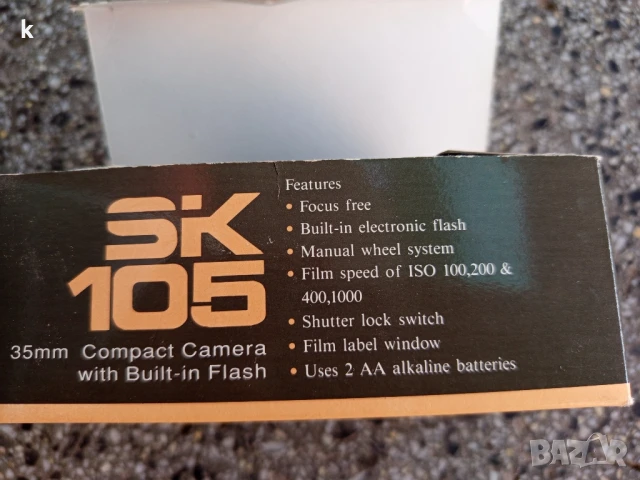 k
SK
105
35mm Compact Camera
with Built-in Flash
Features
• Focus free
• Built-in electronic flash
• Manual wheel system
• Film speed of ISO 100,200 &
400,1000
• Shutter lock switch
• Film label window
• Uses 2 AA alkaline batteries
BAZAR